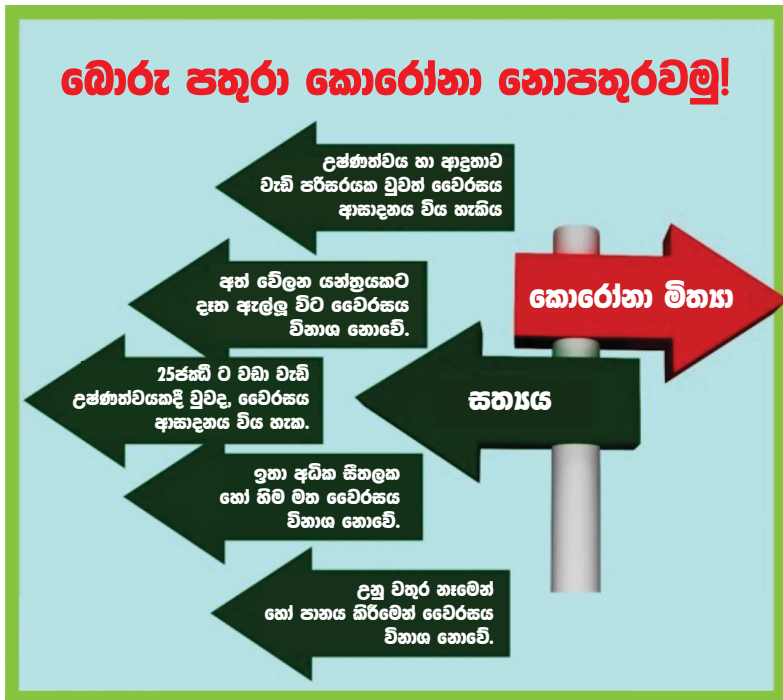 බොරු පතුරා කොරෝනා නොපතුරවමු!
උෂ්ණත්වය හා ආද්‍රතාව
වැඩි පරිසරයක වුවත් වෛරසය
ආසාදනය විය හැකිය
කොරෝනා මිත්‍යා
අත් වේලන යන්ත්‍රයකට
දෑත ඇල්ලූ විට වෛරසය
විනාශ නොවේ.
සත්‍යය
25ජඣී ට වඩා වැඩි
උෂ්ණත්වයකදී වුවද, වෛරසය
ආසාදනය විය හැක.
ඉතා අධික සීතලක
හෝ හිම මත වෛරසය
විනාශ නොවේ.
උනු වතුර නෑමෙන්
හෝ පානය කිරීමෙන් වෛරසය
විනාශ නොවේ.